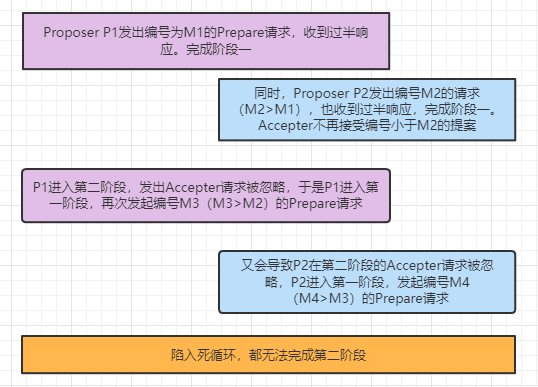 Proposer P1发出编号为M1的Prepare请求，收到过半响
应。完成阶段一
同时，Proposer P2发出编号M2的请求
（M2>M1），也收到过半响应，完成阶段一。
Accepter不再接受编号小于M2的提案
P1进入第二阶段，发出Accepter请求被忽略，于是P1进入第
一阶段，再次发起编号M3（M3>M2）的Prepare请求
又会导致P2在第二阶段的Accepter请求被忽
略，P2进入第一阶段，发起编号M4
（M4>M3）的Prepare请求
陷入死循环，都无法完成第二阶段